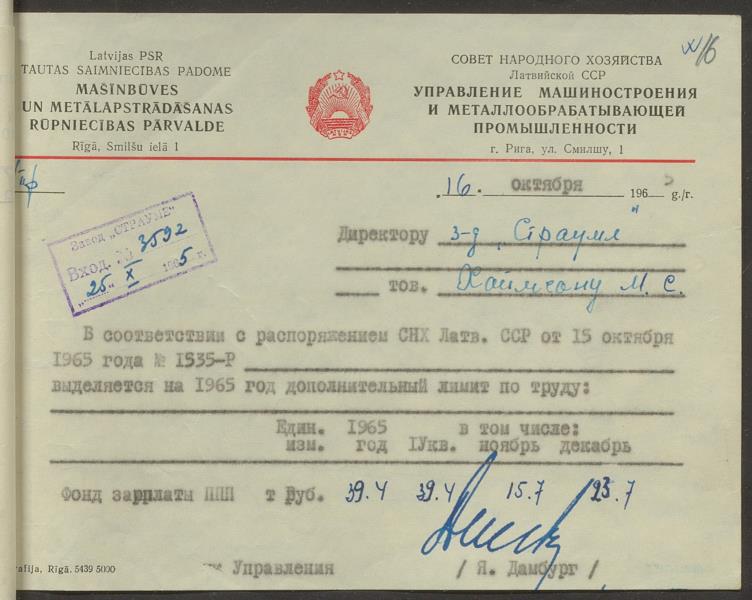 Latvijas PSR
TAUTAS SAIMNIECĪBAS PADOME
MAŠĪNBŪVES
UN METĀLAPSTRĀDĀŠANAS
RŪPNIECĪBAS PĀRVALDE
Rīgā, Smilšu ielā 1
СОВЕТ НАРОДНОГО ХОЗЯЙСТВА
Латвийской ССР
УПРАВЛЕНИЕ МАШИНОСТРОЕНИЯ
И МЕТАЛЛООБРАБАТЫВАЮЩЕЙ
ПРОМЫШЛЕННОСТИ
г. Рига, ул. Смилшу, 1
16
16. октября 1965 g./г.
Завод „СТРАУМЕ"
Вход. № 3592
„25" X 1965 г.
Директору з-д „Страуме"
тов. Хаймсону М. С.
В соответствии с распоряжением СНХ Латв. ССР от 15 октября
1965 года № 1535-Р
выделяется на 1965 год дополнительный лимит по труду:
Един. 1965 в том числе:
изм. год IУкв. ноябрь декабрь
Фонд зарплаты ППП т руб. 39.4 39.4 15.7 23.7
Управления / Я. Дамбург /
afija, Rīgā. 5439 5000